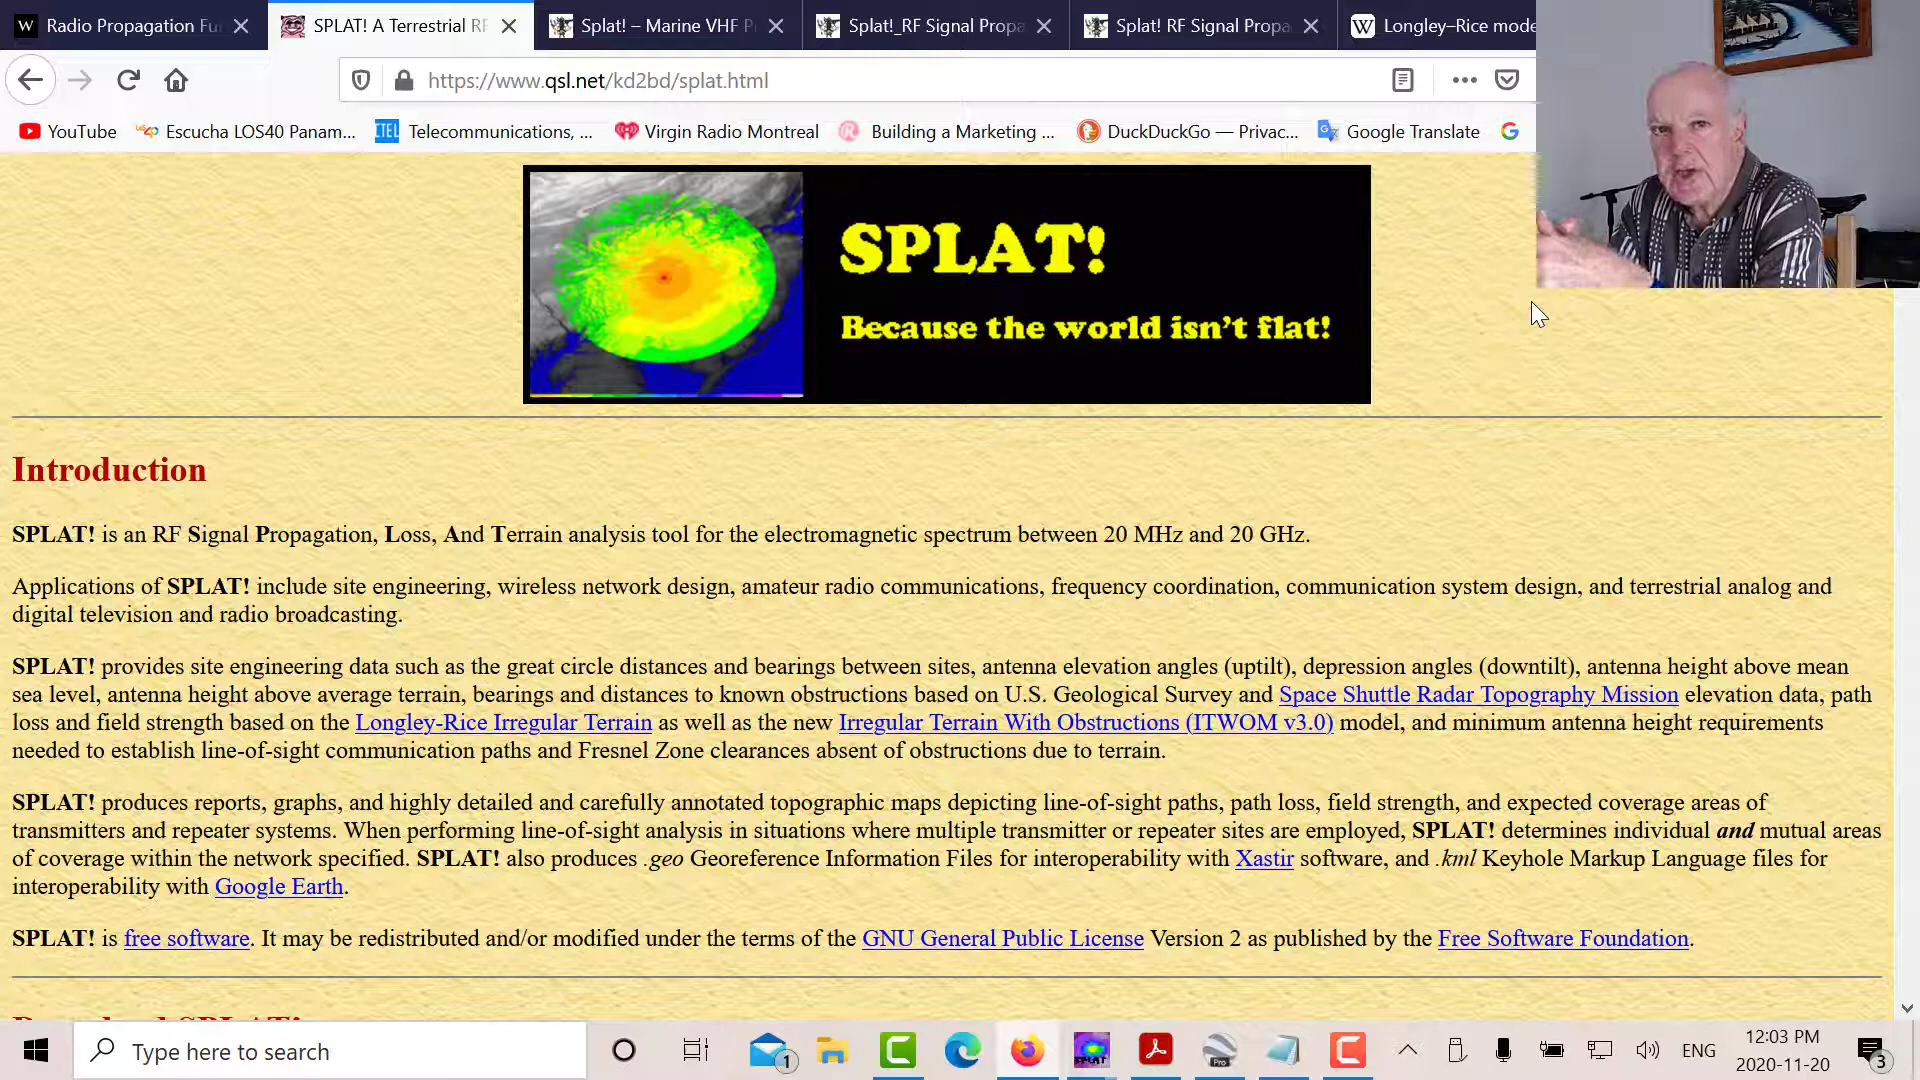 Radio Propagation Fu
SPLAT! A Terrestrial RF
Splat! – Marine VHF P
Splat!_RF Signal Propa
Splat! RF Signal Propa
Longley–Rice mode
https://www.qsl.net/kd2bd/splat.html
YouTube
Escucha LOS40 Panam...
Telecommunications, ...
Virgin Radio Montreal
Building a Marketing ...
DuckDuckGo — Privac...
Google Translate
SPLAT!
Because the world isn't flat!
Introduction
SPLAT! is an RF Signal Propagation, Loss, And Terrain analysis tool for the electromagnetic spectrum between 20 MHz and 20 GHz.
Applications of SPLAT! include site engineering, wireless network design, amateur radio communications, frequency coordination, communication system design, and terrestrial analog and
digital television and radio broadcasting.
SPLAT! provides site engineering data such as the great circle distances and bearings between sites, antenna elevation angles (uptilt), depression angles (downtilt), antenna height above mean
sea level, antenna height above average terrain, bearings and distances to known obstructions based on U.S. Geological Survey and Space Shuttle Radar Topography Mission elevation data, path
loss and field strength based on the Longley-Rice Irregular Terrain as well as the new Irregular Terrain With Obstructions (ITWOM v3.0) model, and minimum antenna height requirements
needed to establish line-of-sight communication paths and Fresnel Zone clearances absent of obstructions due to terrain.
SPLAT! produces reports, graphs, and highly detailed and carefully annotated topographic maps depicting line-of-sight paths, path loss, field strength, and expected coverage areas of
transmitters and repeater systems. When performing line-of-sight analysis in situations where multiple transmitter or repeater sites are employed, SPLAT! determines individual and mutual areas
of coverage within the network specified. SPLAT! also produces .geo Georeference Information Files for interoperability with Xastir software, and .kml Keyhole Markup Language files for
interoperability with Google Earth.
SPLAT! is free software. It may be redistributed and/or modified under the terms of the GNU General Public License Version 2 as published by the Free Software Foundation.
Type here to search
1
SPLAT!
Pro
ENG
12:03 PM
2020-11-20
3